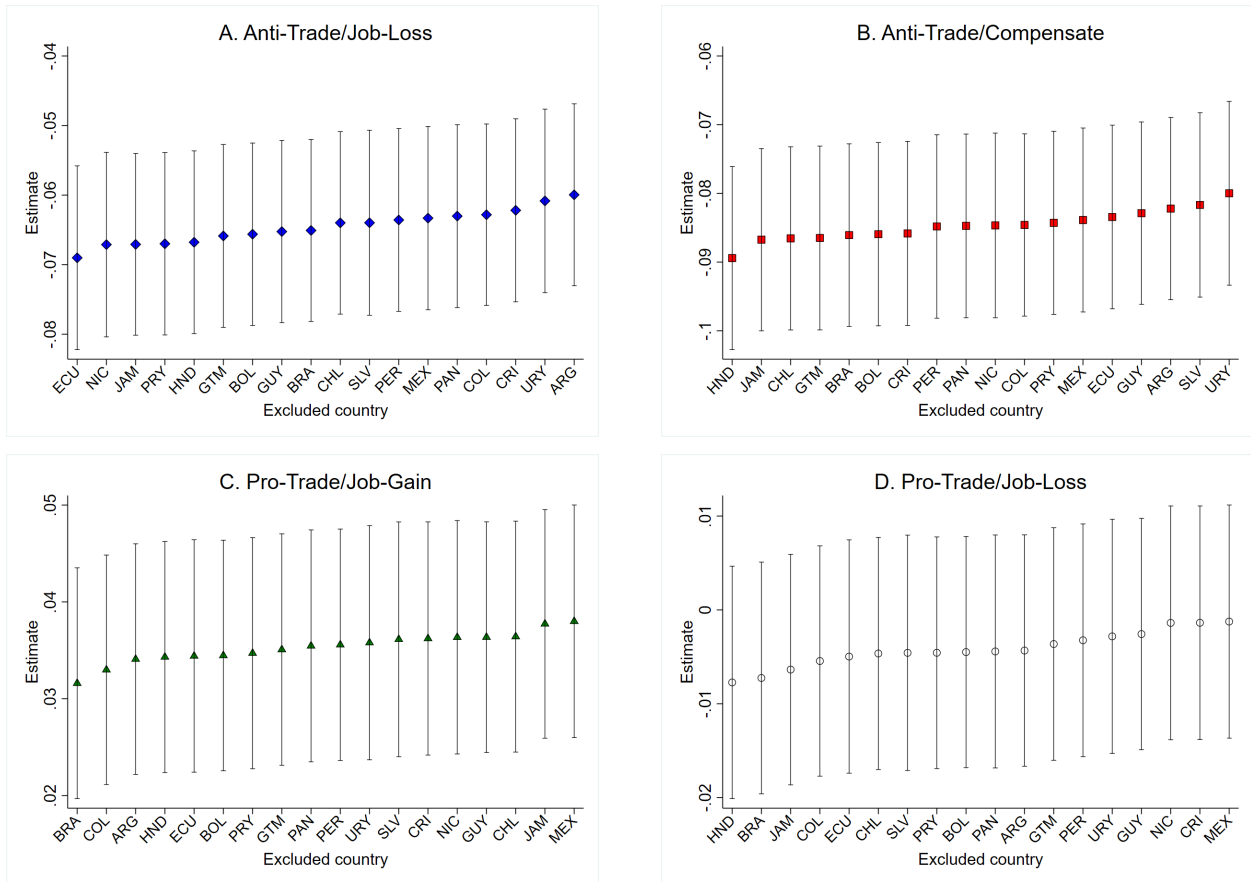 A. Anti-Trade/Job-Loss
Estimate
-.04
-.05
-.06
-.07
-.08
ECU NIC JAM PRY HND GTM BOL GUY BRA CHL SLV PER MEX PAN COL CRI URY ARG
Excluded country
B. Anti-Trade/Compensate
Estimate
-.06
-.07
-.08
-.09
-.1
HND JAM CHL GTM BRA BOL CRI PER PAN NIC COL PRY MEX ECU GUY ARG SLV URY
Excluded country
C. Pro-Trade/Job-Gain
Estimate
.05
.04
.03
.02
BRA COL ARG HND ECU BOL PRY GTM PAN PER URY SLV CRI NIC GUY CHL JAM MEX
Excluded country
D. Pro-Trade/Job-Loss
Estimate
.01
0
-.01
-.02
HND BRA JAM COL ECU CHL SLV PRY BOL PAN ARG GTM PER URY GUY NIC CRI MEX
Excluded country